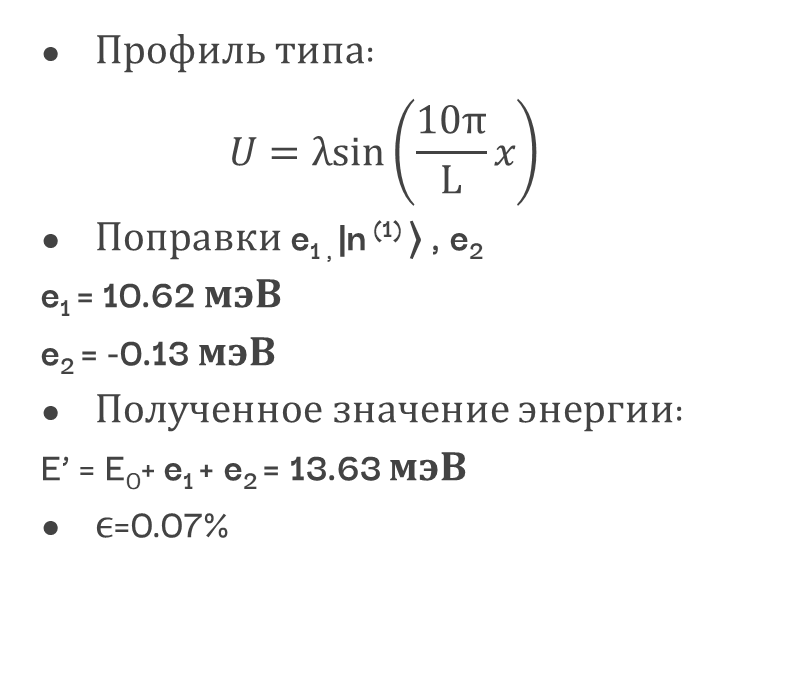 • Профиль типа:
U = λsin(10π/L x)
• Поправки e₁, |n⁽¹⁾⟩ , e₂
e₁ = 10.62 мэВ
e₂ = -0.13 мэВ
• Полученное значение энергии:
E’ = E₀+ e₁ + e₂ = 13.63 мэВ
• ϵ=0.07%